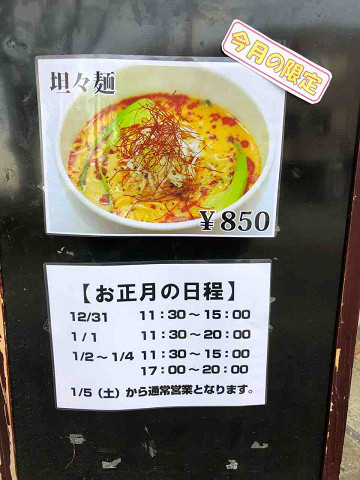 今月の限定
坦々麺
¥850
【お正月の日程】
12/31 11:30～15:00
1/1 11:30～20:00
1/2～1/4 11:30～15:00
17:00～20:00
1/5（土）から通常営業となります。